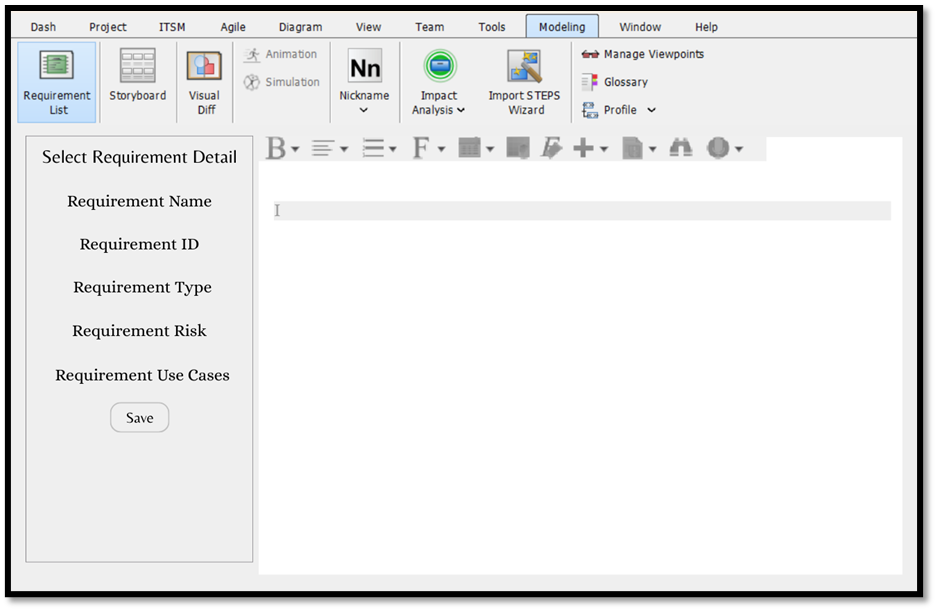 Dash Project ITSM Agile Diagram View Team Tools Modeling Window Help
Requirement
List
Storyboard
Visual
Diff
Animation
Simulation
Nn
Nickname
Impact
Analysis
Import STEPS
Wizard
Manage Viewpoints
Glossary
Profile
Select Requirement Detail
Requirement Name
Requirement ID
Requirement Type
Requirement Risk
Requirement Use Cases
Save
B F F